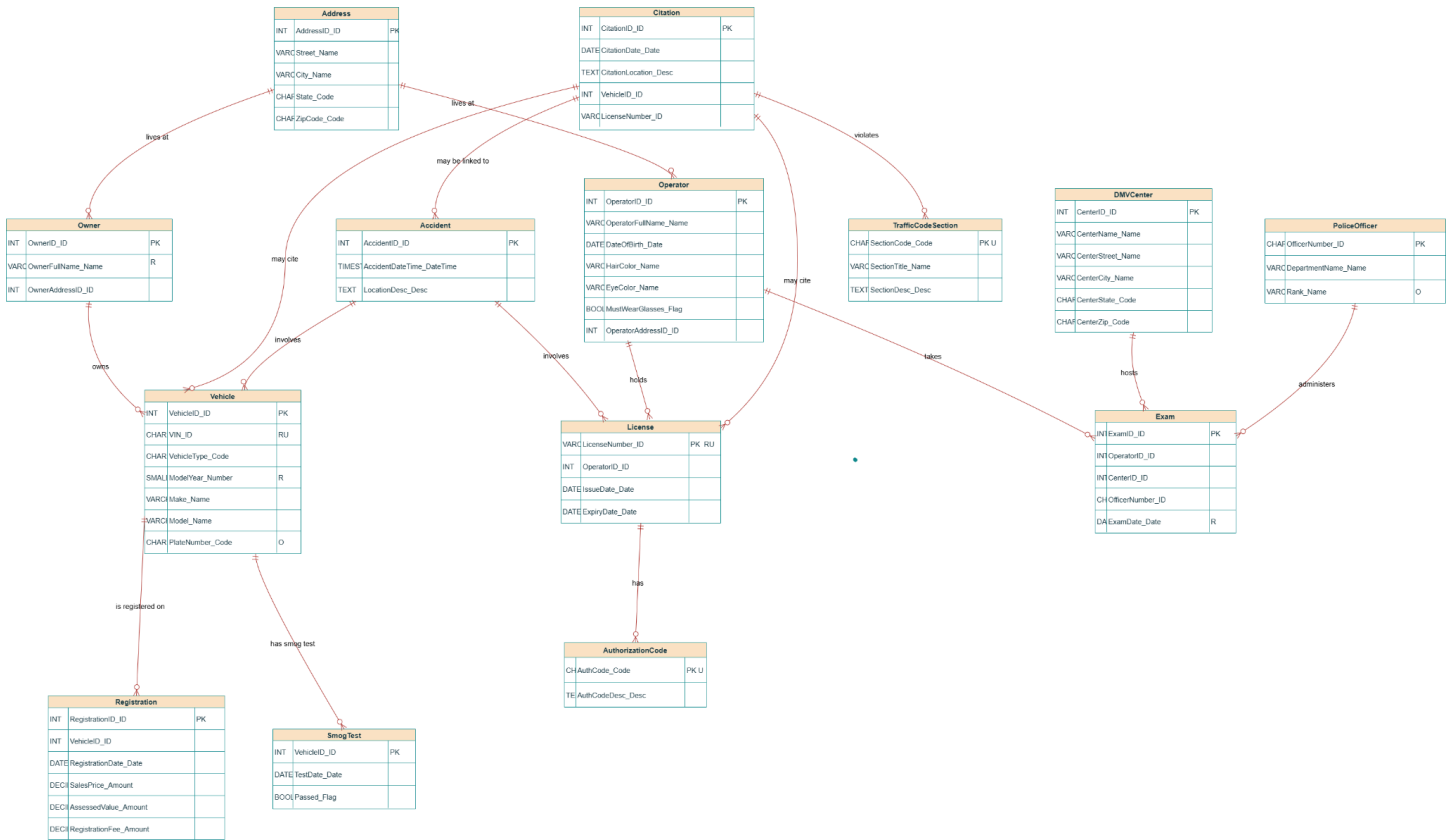 Address
INT AddressID_ID PK
VARC Street_Name
VARC City_Name
CHAR State_Code
CHAR ZipCode_Code
Citation
INT CitationID_ID PK
DATE CitationDate_Date
TEXT CitationLocation_Desc
INT VehicleID_ID
VARC LicenseNumber_ID
lives at
lives at
may be linked to
violates
may cite
may cite
Owner
INT OwnerID_ID PK
VARC OwnerFullName_Name R
INT OwnerAddressID_ID
Accident
INT AccidentID_ID PK
TIMEST AccidentDateTime_DateTime
TEXT LocationDesc_Desc
Operator
INT OperatorID_ID PK
VARC OperatorFullName_Name
DATE DateOfBirth_Date
VARC HairColor_Name
VARC EyeColor_Name
BOOL MustWearGlasses_Flag
INT OperatorAddressID_ID
TrafficCodeSection
CHAR SectionCode_Code PK U
VARC SectionTitle_Name
TEXT SectionDesc_Desc
DMVCenter
INT CenterID_ID PK
VARC CenterName_Name
VARC CenterStreet_Name
VARC CenterCity_Name
CHAR CenterState_Code
CHAR CenterZip_Code
PoliceOfficer
CHAR OfficerNumber_ID PK
VARC DepartmentName_Name
VARC Rank_Name O
owns
involves
involves
holds
takes
hosts
administers
Vehicle
INT VehicleID_ID PK
CHAR VIN_ID RU
CHAR VehicleType_Code
SMALI ModelYear_Number R
VARCI Make_Name
VARCI Model_Name
CHAR PlateNumber_Code O
License
VARC LicenseNumber_ID PK RU
INT OperatorID_ID
DATE IssueDate_Date
DATE ExpiryDate_Date
Exam
INT ExamID_ID PK
INT OperatorID_ID
INT CenterID_ID
CH OfficerNumber_ID
DA ExamDate_Date R
is registered on
has smog test
has
AuthorizationCode
CH AuthCode_Code PK U
TE AuthCodeDesc_Desc
Registration
INT RegistrationID_ID PK
INT VehicleID_ID
DATE RegistrationDate_Date
DECI SalesPrice_Amount
DECI AssessedValue_Amount
DECI RegistrationFee_Amount
SmogTest
INT VehicleID_ID PK
DATE TestDate_Date
BOOL Passed_Flag